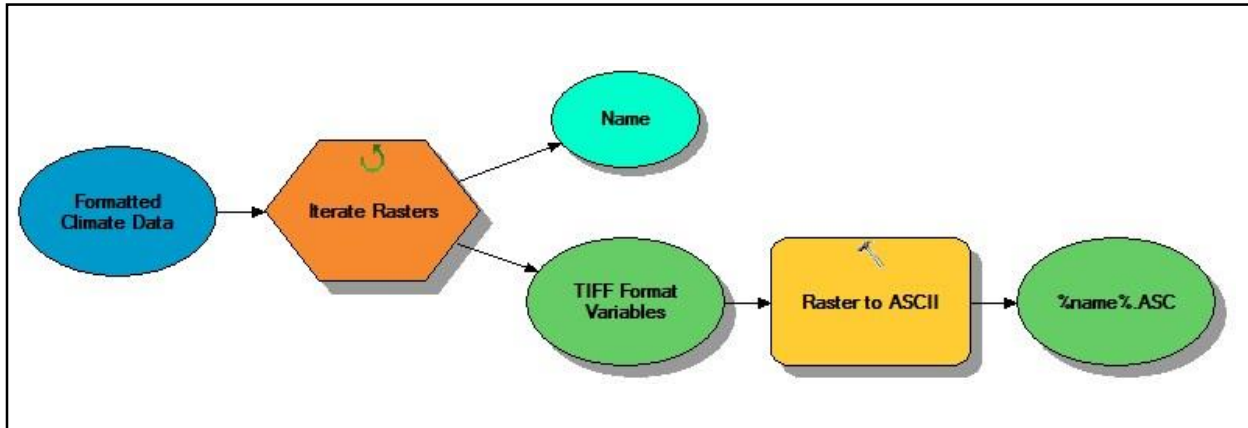 Name
Formatted
Climate Data
Iterate Rasters
TIFF Format
Variables
Raster to ASCII
%name%.ASC